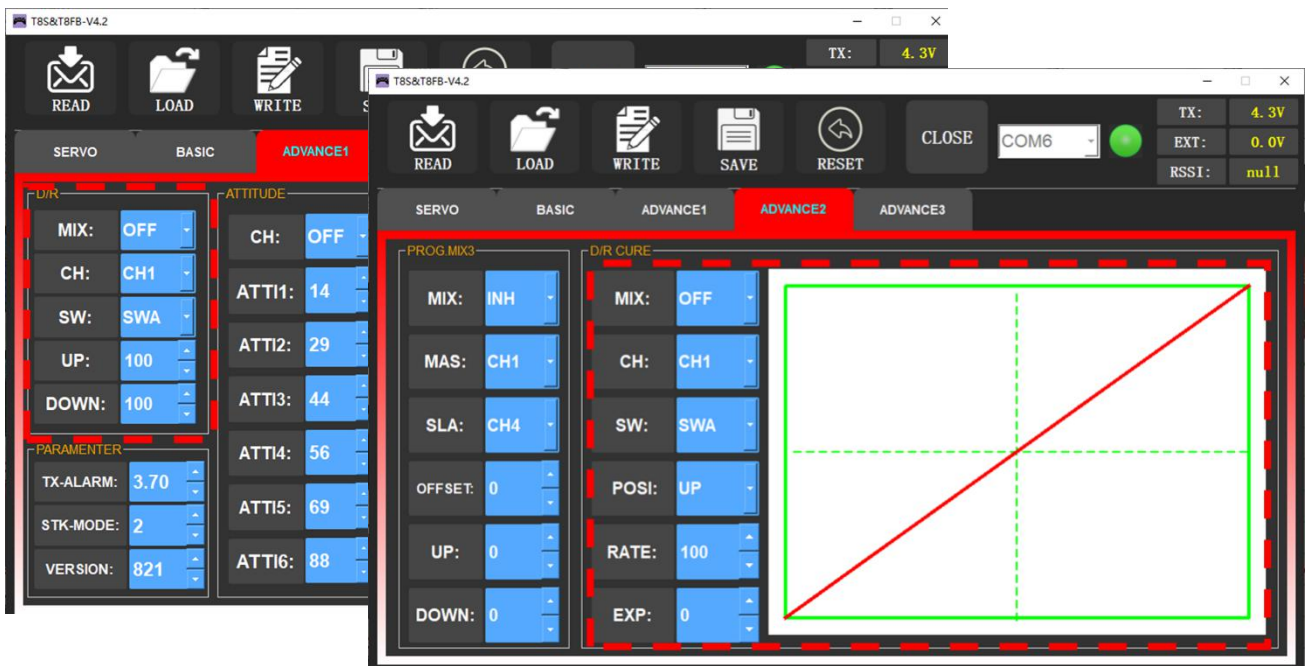 T8S&T8FB-V4.2
READ LOAD WRITE
TX: 4.3V
SERVO BASIC ADVANCE1
D/R
MIX: OFF
CH: CH1
SW: SWA
UP: 100
DOWN: 100
PARAMENTER
TX-ALARM: 3.70
STK-MODE: 2
VERSION: 821
ATTITUDE
CH: OFF
ATTI1: 14
ATTI2: 29
ATTI3: 44
ATTI4: 56
ATTI5: 69
ATTI6: 88
T8S&T8FB-V4.2
READ LOAD WRITE SAVE RESET CLOSE COM6
TX: 4.3V
EXT: 0.0V
RSSI: null
SERVO BASIC ADVANCE1 ADVANCE2 ADVANCE3
PROG.MIX3
MIX: INH
MAS: CH1
SLA: CH4
OFFSET: 0
UP: 0
DOWN: 0
D/R CURE
MIX: OFF
CH: CH1
SW: SWA
POSI: UP
RATE: 100
EXP: 0